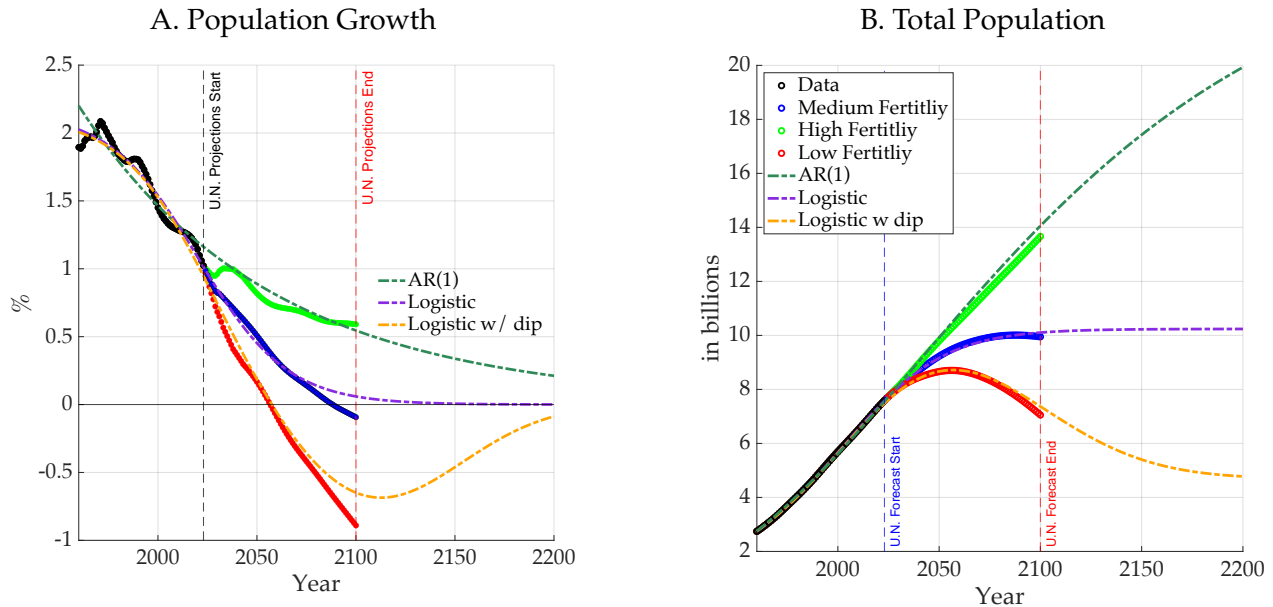 A. Population Growth
2.5
2
1.5
1
0.5
0
-0.5
-1
%
U.N. Projections Start
U.N. Projections End
AR(1)
Logistic
Logistic w/ dip
2000
2050
2100
2150
2200
Year
B. Total Population
20
18
16
14
12
10
8
6
4
2
in billions
Data
Medium Fertitliy
High Fertitliy
Low Fertitliy
AR(1)
Logistic
Logistic w dip
U.N. Forecast Start
U.N. Forecast End
2000
2050
2100
2150
2200
Year